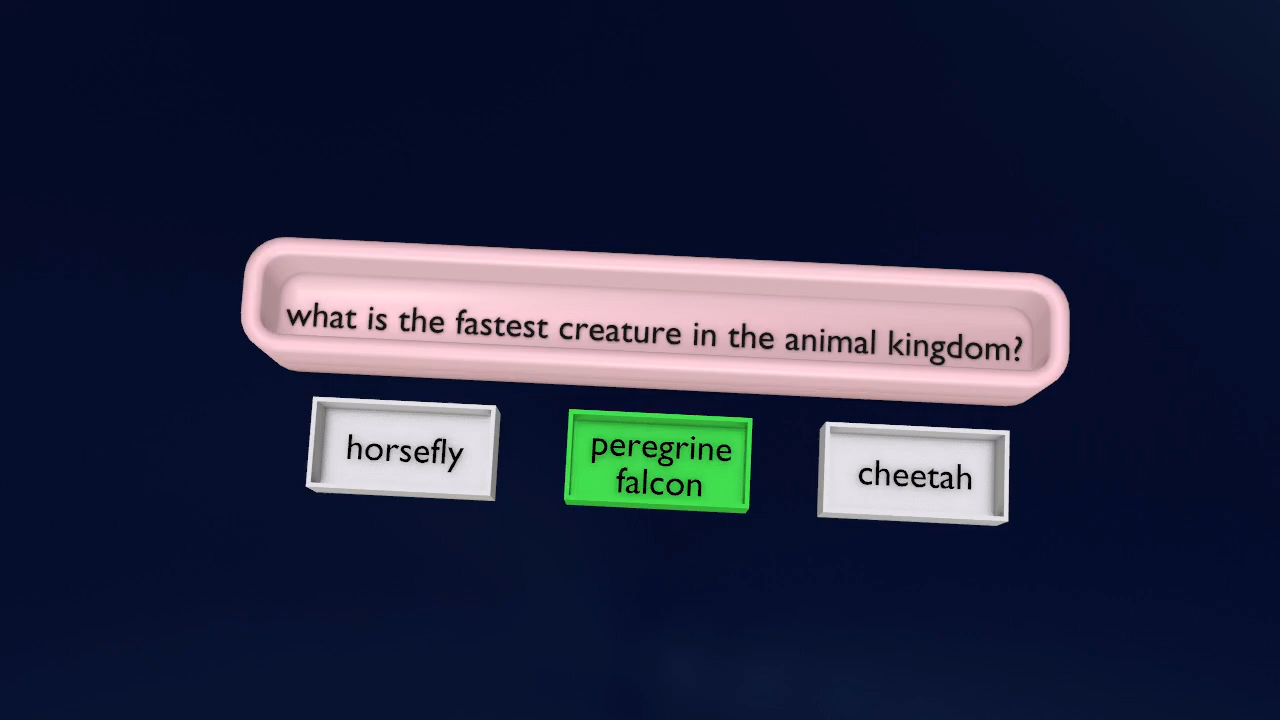 what is the fastest creature in the animal kingdom?
horsefly
peregrine
falcon
cheetah